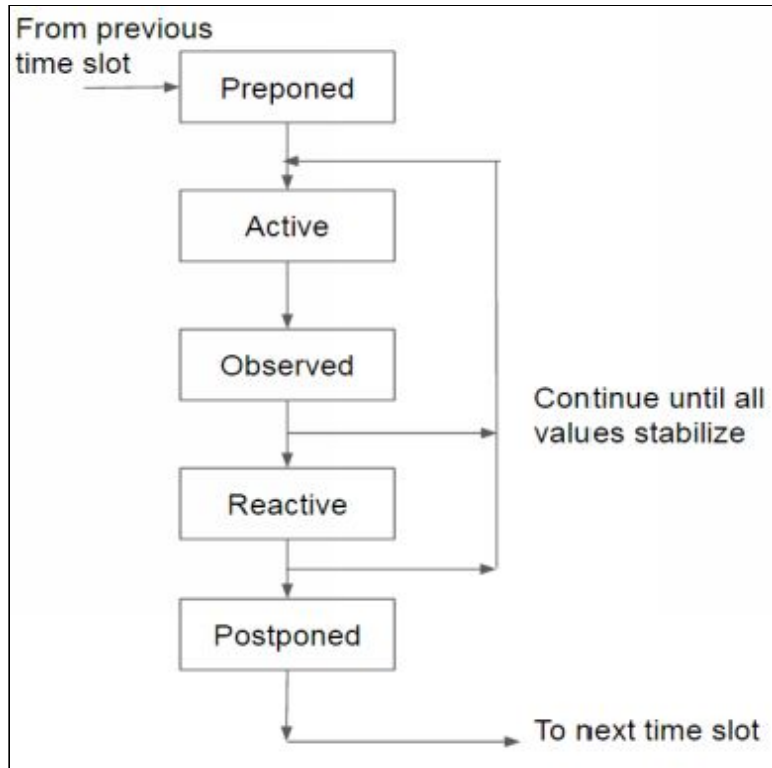 From previous
time slot
Preponed
Active
Observed
Continue until all
values stabilize
Reactive
Postponed
To next time slot